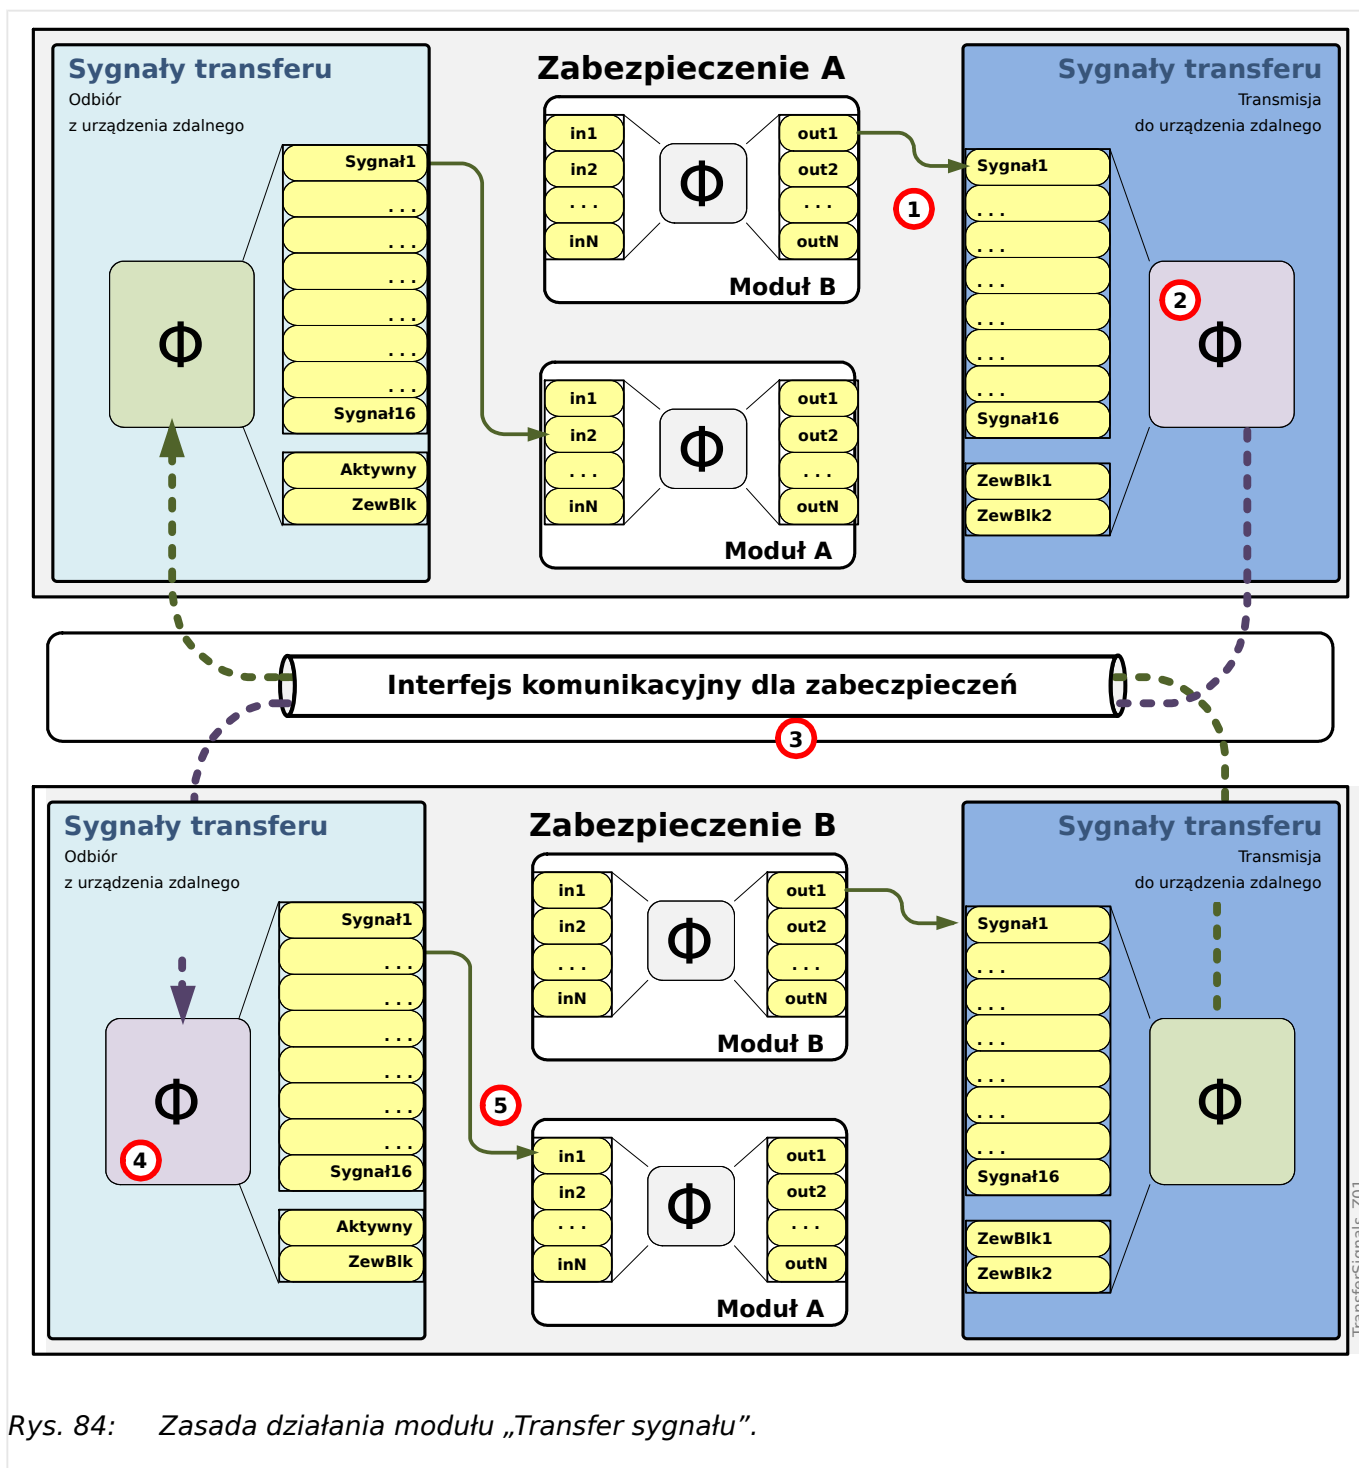 Sygnały transferu
Odbiór
z urządzenia zdalnego
Sygnał1
. . .
. . .
. . .
. . .
. . .
. . .
Sygnał16
Aktywny
ZewBlk
Φ
Zabezpieczenie A
in1
in2
. . .
inN
Φ
out1
out2
. . .
outN
Moduł B
in1
in2
. . .
inN
Φ
out1
out2
. . .
outN
Moduł A
1
Sygnały transferu
Transmisja
do urządzenia zdalnego
Sygnał1
. . .
. . .
. . .
. . .
. . .
. . .
Sygnał16
ZewBlk1
ZewBlk2
2
Φ
Interfejs komunikacyjny dla zabeczpieczeń
3
Sygnały transferu
Odbiór
z urządzenia zdalnego
Sygnał1
. . .
. . .
. . .
. . .
. . .
. . .
Sygnał16
Aktywny
ZewBlk
Φ
4
Zabezpieczenie B
in1
in2
. . .
inN
Φ
out1
out2
. . .
outN
Moduł B
5
in1
in2
. . .
inN
Φ
out1
out2
. . .
outN
Moduł A
Sygnały transferu
Transmisja
do urządzenia zdalnego
Sygnał1
. . .
. . .
. . .
. . .
. . .
. . .
Sygnał16
ZewBlk1
ZewBlk2
Φ
TransferSignals_Z01
Rys. 84: Zasada działania modułu „Transfer sygnału”.